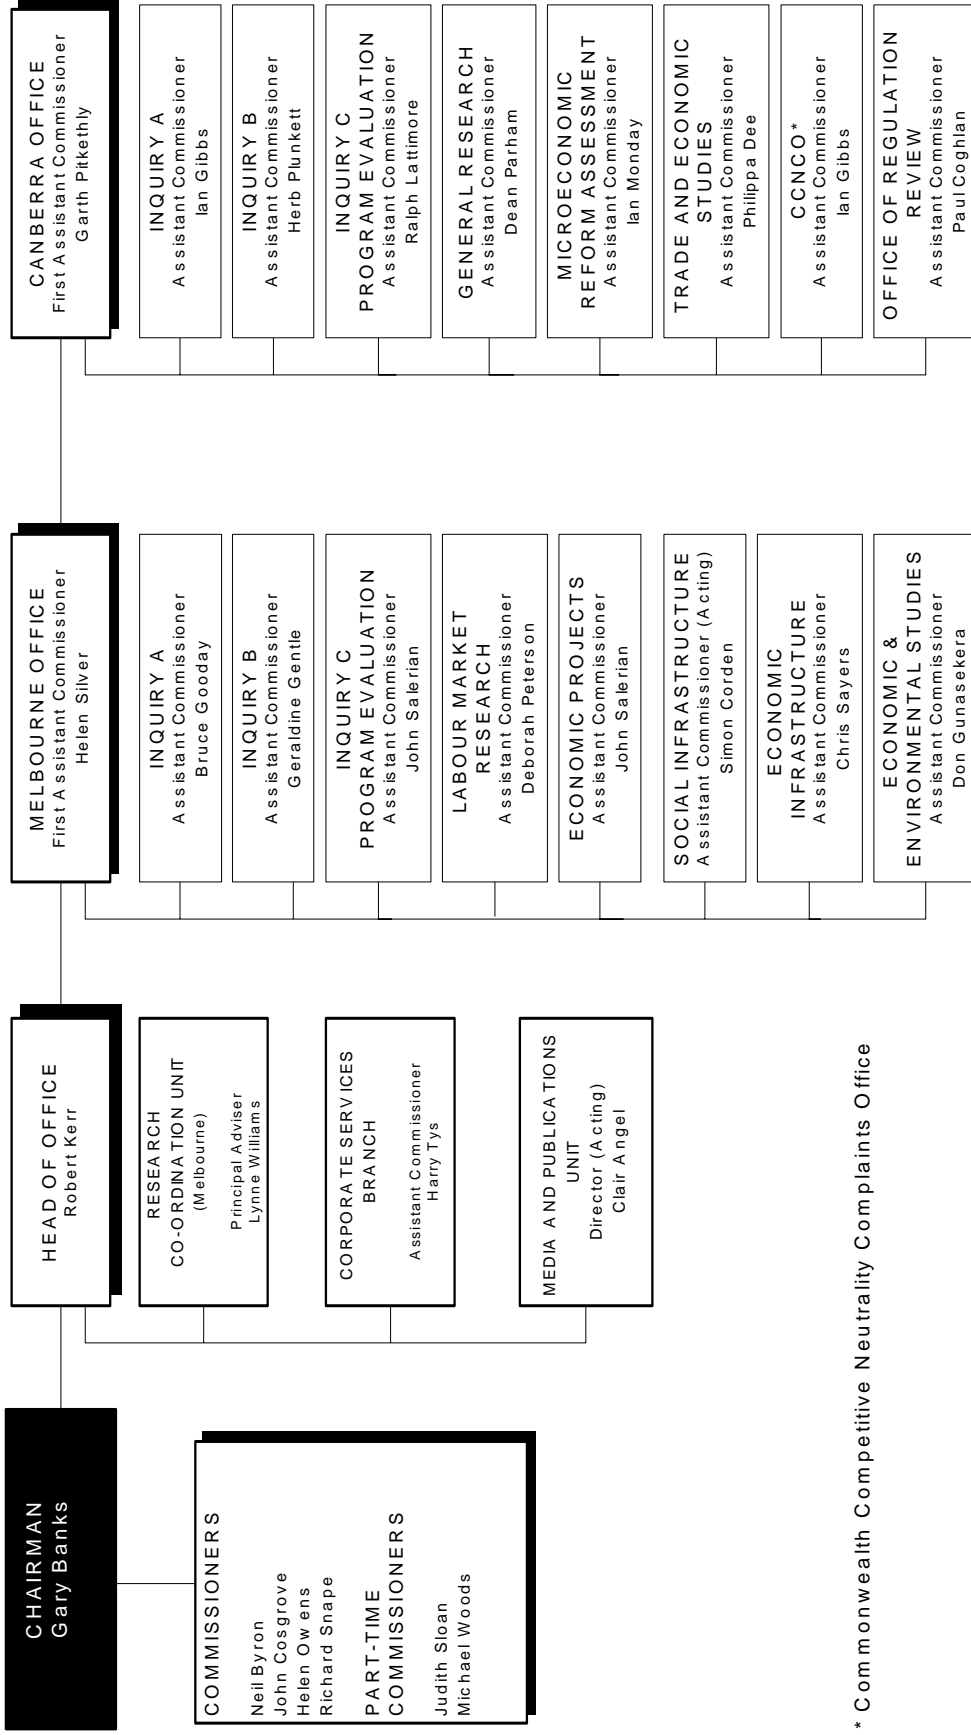 CHAIRMAN
Gary Banks
COMMISSIONERS
Neil Byron
John Cosgrove
Helen Owens
Richard Snape
PART-TIME
COMMISSIONERS
Judith Sloan
Michael Woods
HEAD OF OFFICE
Robert Kerr
RESEARCH
CO-ORDINATION UNIT
(Melbourne)
Principal Adviser
Lynne Williams
CORPORATE SERVICES
BRANCH
Assistant Commissioner
Harry Tys
MEDIA AND PUBLICATIONS
UNIT
Director (Acting)
Clair Angel
MELBOURNE OFFICE
First Assistant Commissioner
Helen Silver
INQUIRY A
Assistant Commissioner
Bruce Gooday
INQUIRY B
Assistant Commissioner
Geraldine Gentle
INQUIRY C
PROGRAM EVALUATION
Assistant Commissioner
John Salerian
LABOUR MARKET
RESEARCH
Assistant Commissioner
Deborah Peterson
ECONOMIC PROJECTS
Assistant Commissioner
John Salerian
SOCIAL INFRASTRUCTURE
Assistant Commissioner (Acting)
Simon Corden
ECONOMIC
INFRASTRUCTURE
Assistant Commissioner
Chris Sayers
ECONOMIC &
ENVIRONMENTAL STUDIES
Assistant Commissioner
Don Gunasekera
CANBERRA OFFICE
First Assistant Commissioner
Garth Pitkethly
INQUIRY A
Assistant Commissioner
Ian Gibbs
INQUIRY B
Assistant Commissioner
Herb Plunkett
INQUIRY C
PROGRAM EVALUATION
Assistant Commissioner
Ralph Lattimore
GENERAL RESEARCH
Assistant Commissioner
Dean Parham
MICROECONOMIC
REFORM ASSESSMENT
Assistant Commissioner
Ian Monday
TRADE AND ECONOMIC
STUDIES
Assistant Commissioner
Philippa Dee
CCNCO*
Assistant Commissioner
Ian Gibbs
OFFICE OF REGULATION
REVIEW
Assistant Commissioner
Paul Coghlan
* Commonwealth Competitive Neutrality Complaints Office